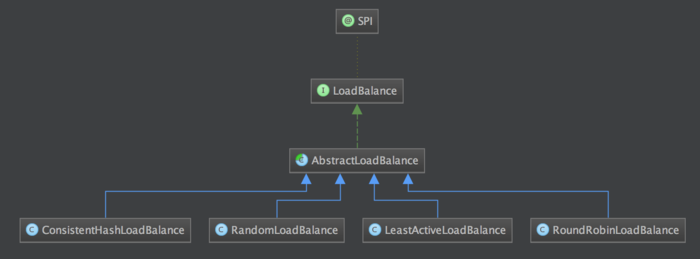 @ SPI
I LoadBalance
C AbstractLoadBalance
C ConsistentHashLoadBalance
C RandomLoadBalance
C LeastActiveLoadBalance
C RoundRobinLoadBalance